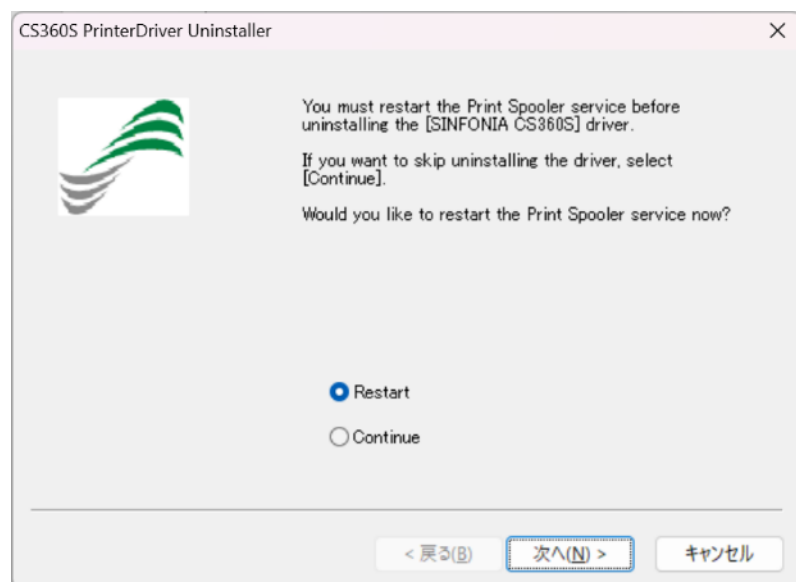 CS360S PrinterDriver Uninstaller
You must restart the Print Spooler service before
uninstalling the [SINFONIA CS360S] driver.
If you want to skip uninstalling the driver, select
[Continue].
Would you like to restart the Print Spooler service now?
Restart
Continue
< 戻る(B)
次へ(N) >
キャンセル